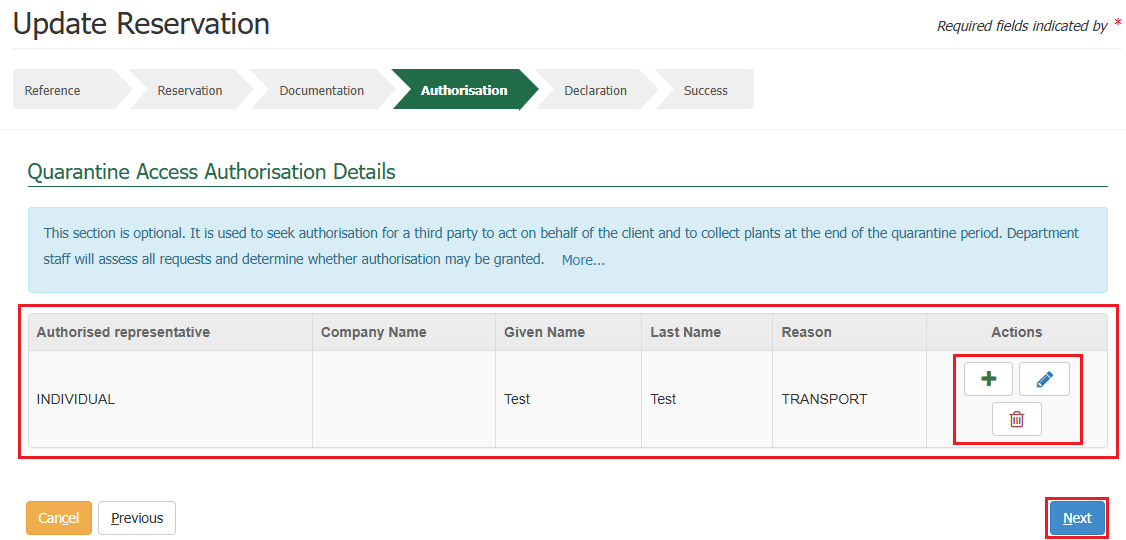 Update Reservation
Required fields indicated by *
Reference
Reservation
Documentation
Authorisation
Declaration
Success
Quarantine Access Authorisation Details
This section is optional. It is used to seek authorisation for a third party to act on behalf of the client and to collect plants at the end of the quarantine period. Department
staff will assess all requests and determine whether authorisation may be granted. More...
Authorised representative Company Name Given Name Last Name Reason Actions
INDIVIDUAL Test Test TRANSPORT
Cancel Previous Next